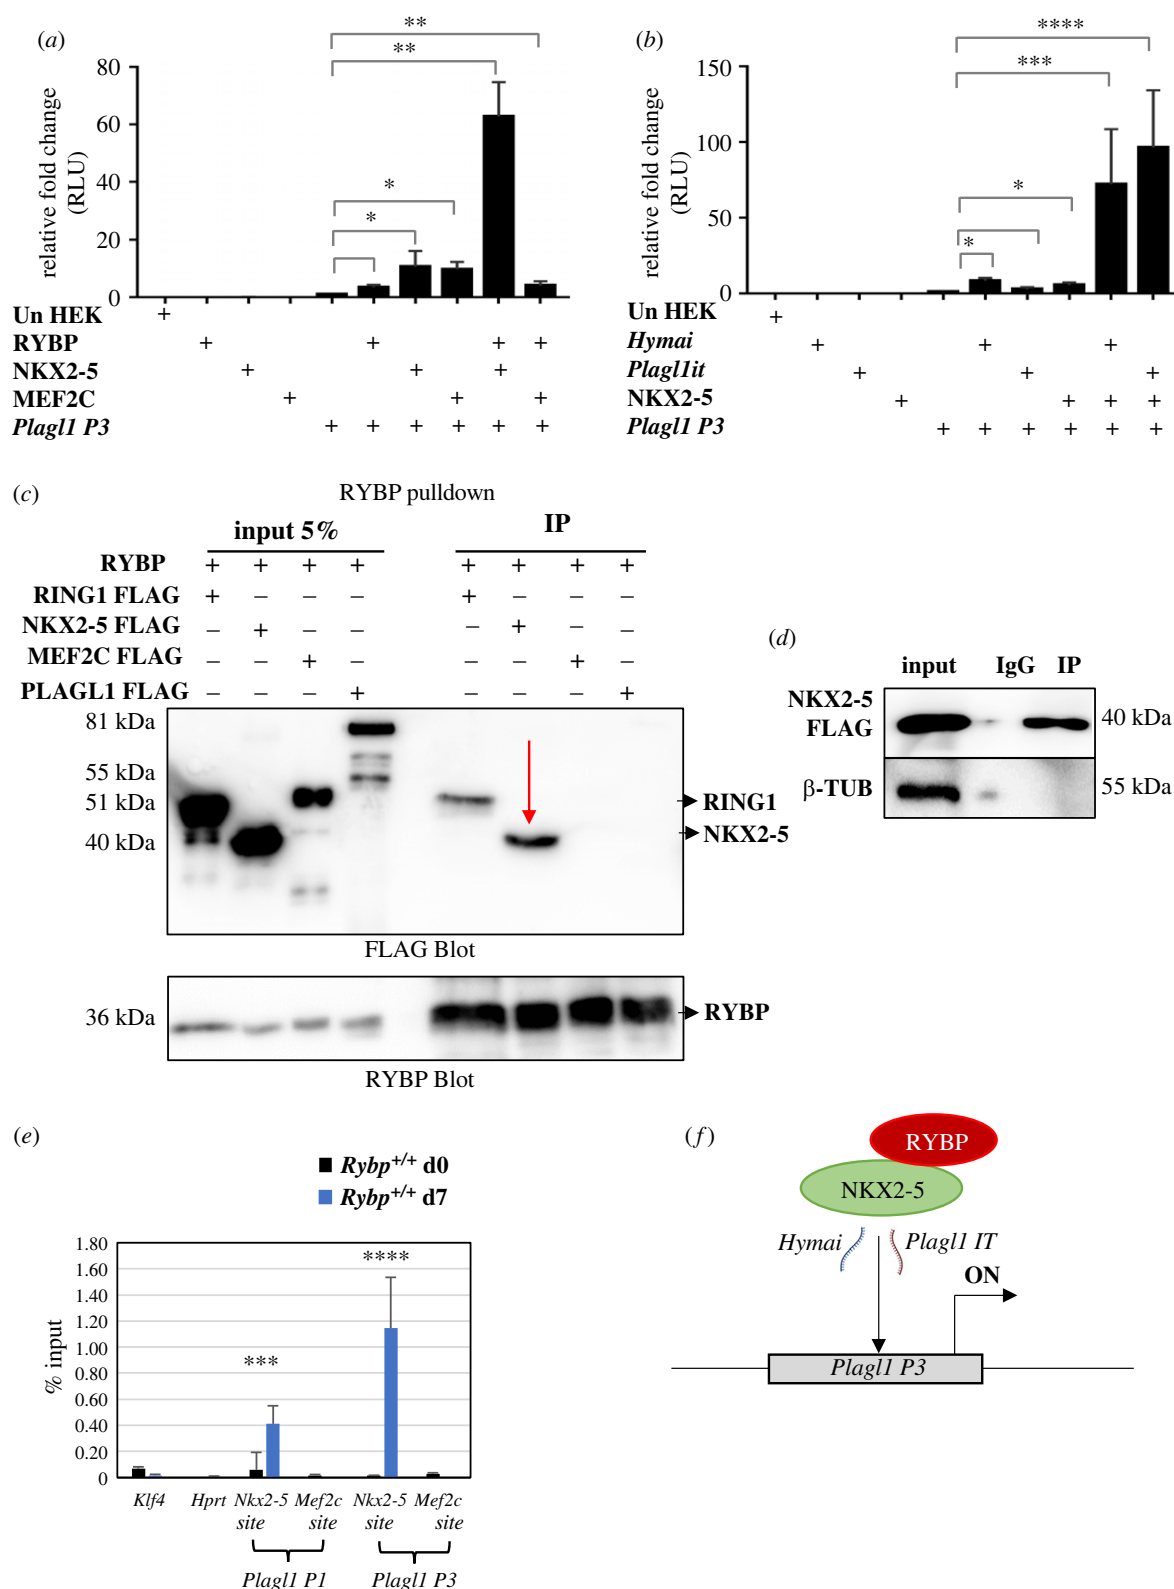 (a)
** 
**
*
*
relative fold change
(RLU)
80
60
40
20
0
Un HEK +
RYBP + + + +
NKX2-5 + + +
MEF2C + + +
Plagl1 P3 + + + + + +
(b)
****
***
*
*
relative fold change
(RLU)
150
100
50
0
Un HEK +
Hymai + + +
Plagl1it + + +
NKX2-5 + + + +
Plagl1 P3 + + + + + +
(c)
RYBP pulldown
input 5% IP
RYBP + + + + + + + +
RING1 FLAG + – – – + – – –
NKX2-5 FLAG – + – – – + – –
MEF2C FLAG – – + – – – + –
PLAGL1 FLAG – – – + – – – +
81 kDa
55 kDa
51 kDa
40 kDa
RING1
NKX2-5
FLAG Blot
36 kDa
RYBP
RYBP Blot
(d)
input IgG IP
NKX2-5
FLAG
40 kDa
β-TUB
55 kDa
(e)
Rybp+/+ d0
Rybp+/+ d7
% input
1.80
1.60
1.40
1.20
1.00
0.80
0.60
0.40
0.20
0
***
****
Klf4 Hprt Nkx2-5 Mef2c Nkx2-5 Mef2c
site site site site
Plagl1 P1 Plagl1 P3
(f)
RYBP
NKX2-5
Hymai Plagl1 IT
ON
Plagl1 P3